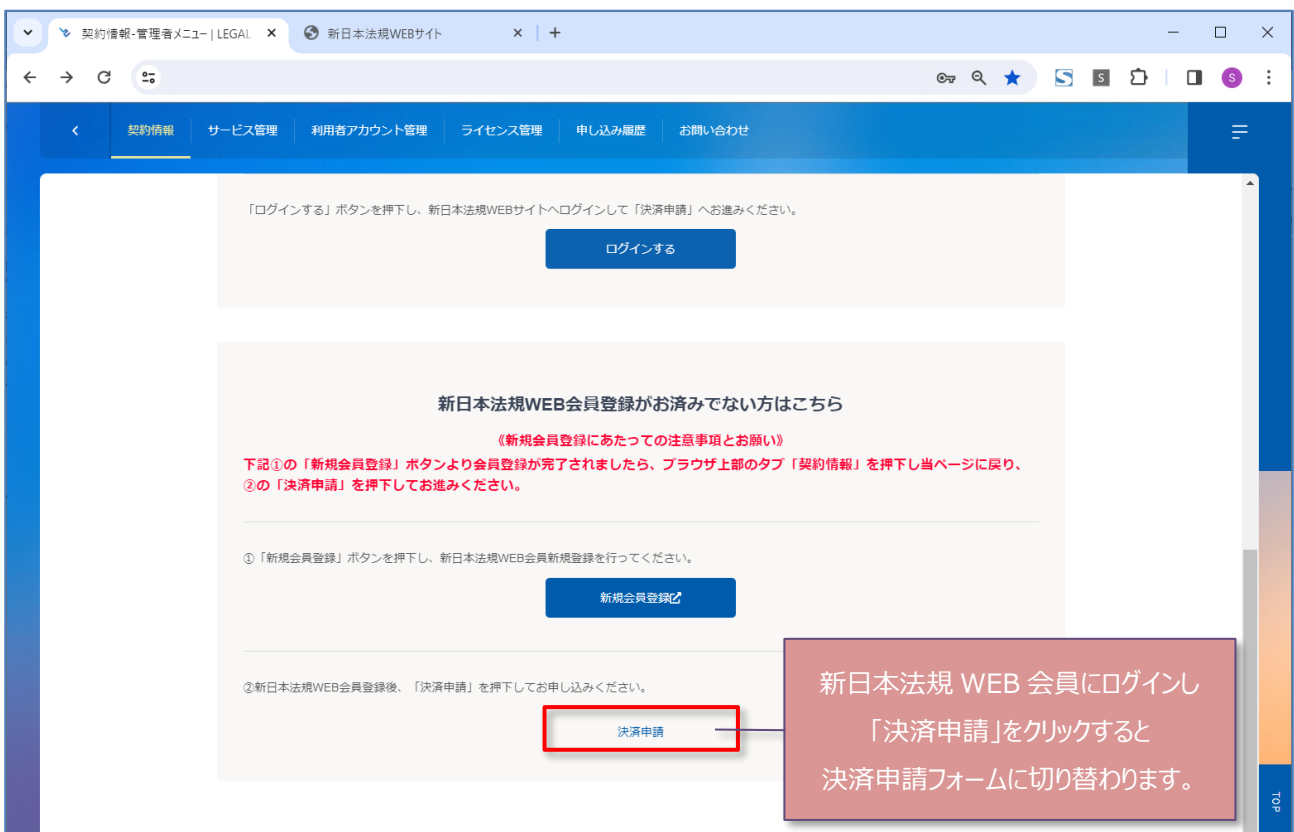 契約情報-管理者メニュー | LEGAL
新日本法規WEBサイト
S
S
契約情報
サービス管理
利用者アカウント管理
ライセンス管理
申し込み履歴
お問い合わせ
「ログインする」ボタンを押下し、新日本法規WEBサイトへログインして「決済申請」へお進みください。
ログインする
新日本法規WEB会員登録がお済みでない方はこちら
《新規会員登録にあたっての注意事項とお願い》
下記①の「新規会員登録」ボタンより会員登録が完了されましたら、ブラウザ上部のタブ「契約情報」を押下し当ページに戻り、
②の「決済申請」を押下してお進みください。
①「新規会員登録」ボタンを押下し、新日本法規WEB会員新規登録を行ってください。
新規会員登録
②新日本法規WEB会員登録後、「決済申請」を押下してお申し込みください。
決済申請
新日本法規 WEB 会員にログインし
「決済申請」をクリックすると
決済申請フォームに切り替わります。
TOP